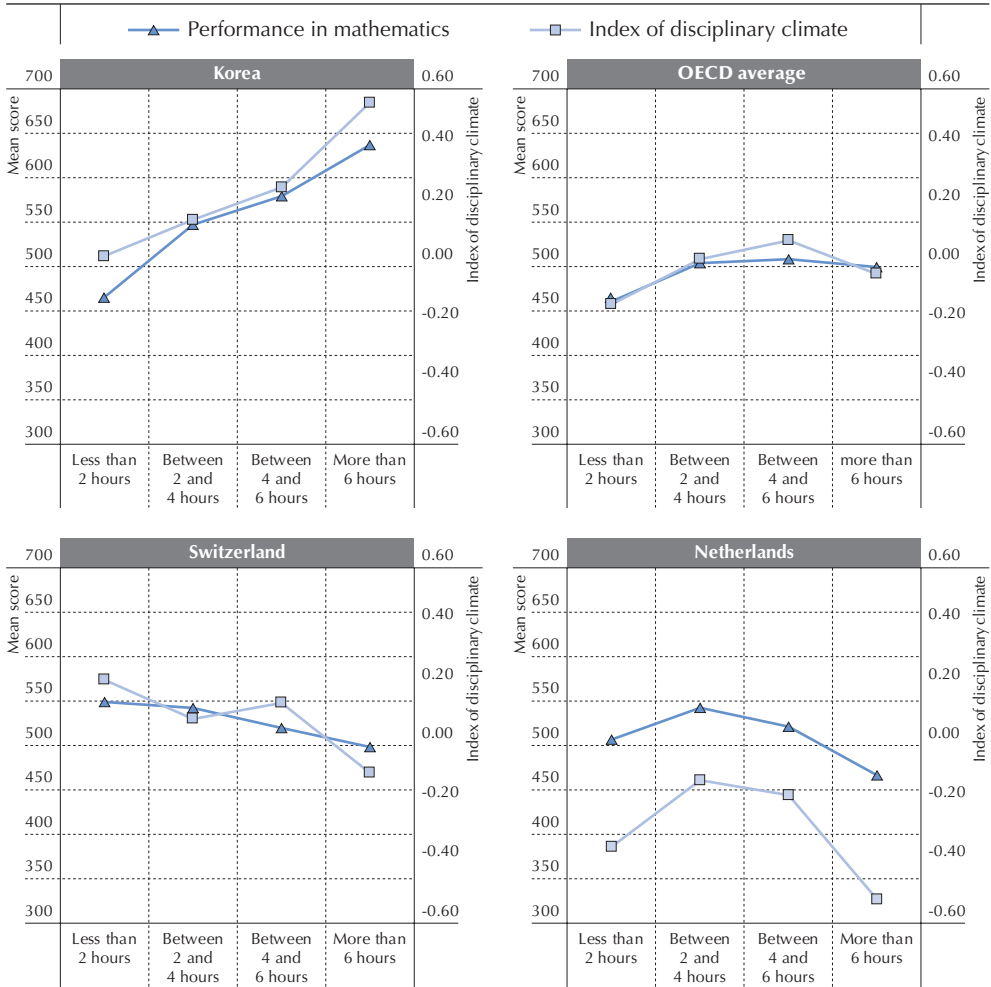 Performance in mathematics
Index of disciplinary climate
Korea
700
650
600
550
500
450
400
350
300
Mean score
0.60
0.40
0.20
0.00
-0.20
-0.40
-0.60
Index of disciplinary climate
Less than
2 hours
Between
2 and
4 hours
Between
4 and
6 hours
More than
6 hours
OECD average
700
650
600
550
500
450
400
350
300
Mean score
0.60
0.40
0.20
0.00
-0.20
-0.40
-0.60
Index of disciplinary climate
Less than
2 hours
Between
2 and
4 hours
Between
4 and
6 hours
more than
6 hours
Switzerland
700
650
600
550
500
450
400
350
300
Mean score
0.60
0.40
0.20
0.00
-0.20
-0.40
-0.60
Index of disciplinary climate
Less than
2 hours
Between
2 and
4 hours
Between
4 and
6 hours
More than
6 hours
Netherlands
700
650
600
550
500
450
400
350
300
Mean score
0.60
0.40
0.20
0.00
-0.20
-0.40
-0.60
Index of disciplinary climate
Less than
2 hours
Between
2 and
4 hours
Between
4 and
6 hours
More than
6 hours